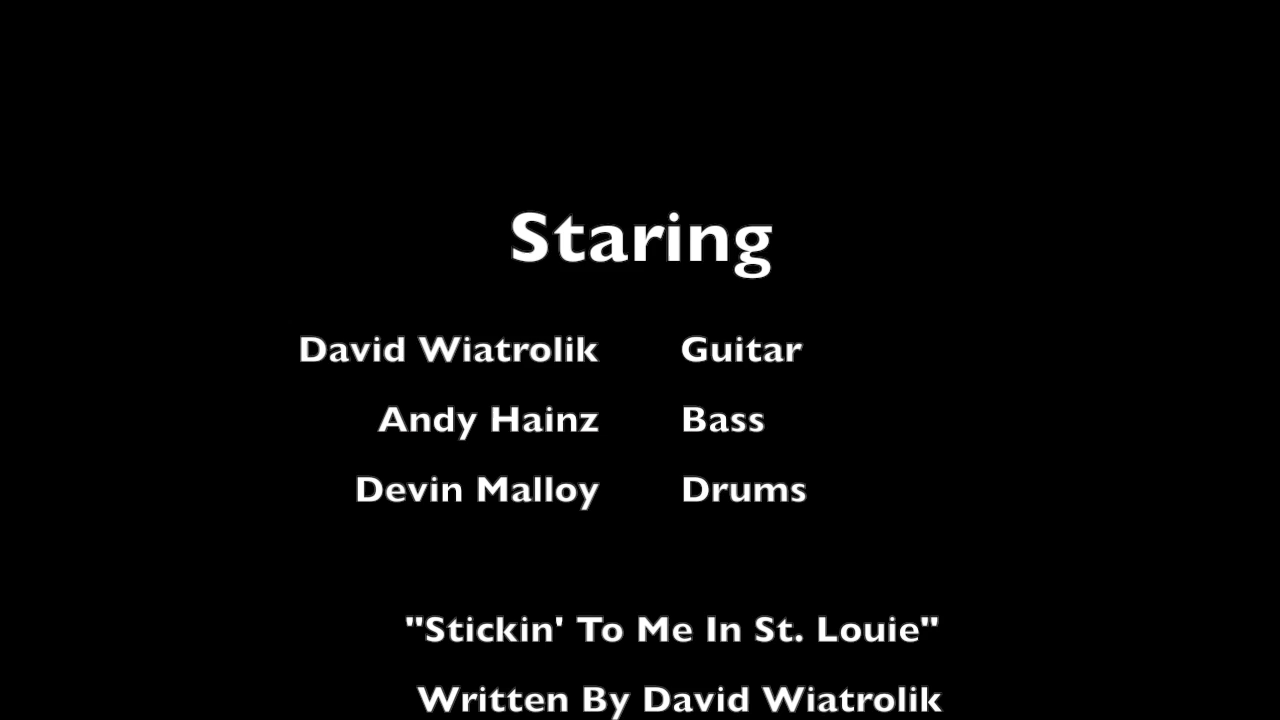 Staring
David Wiatrolik Guitar
Andy Hainz Bass
Devin Malloy Drums
"Stickin' To Me In St. Louie"
Written By David Wiatrolik